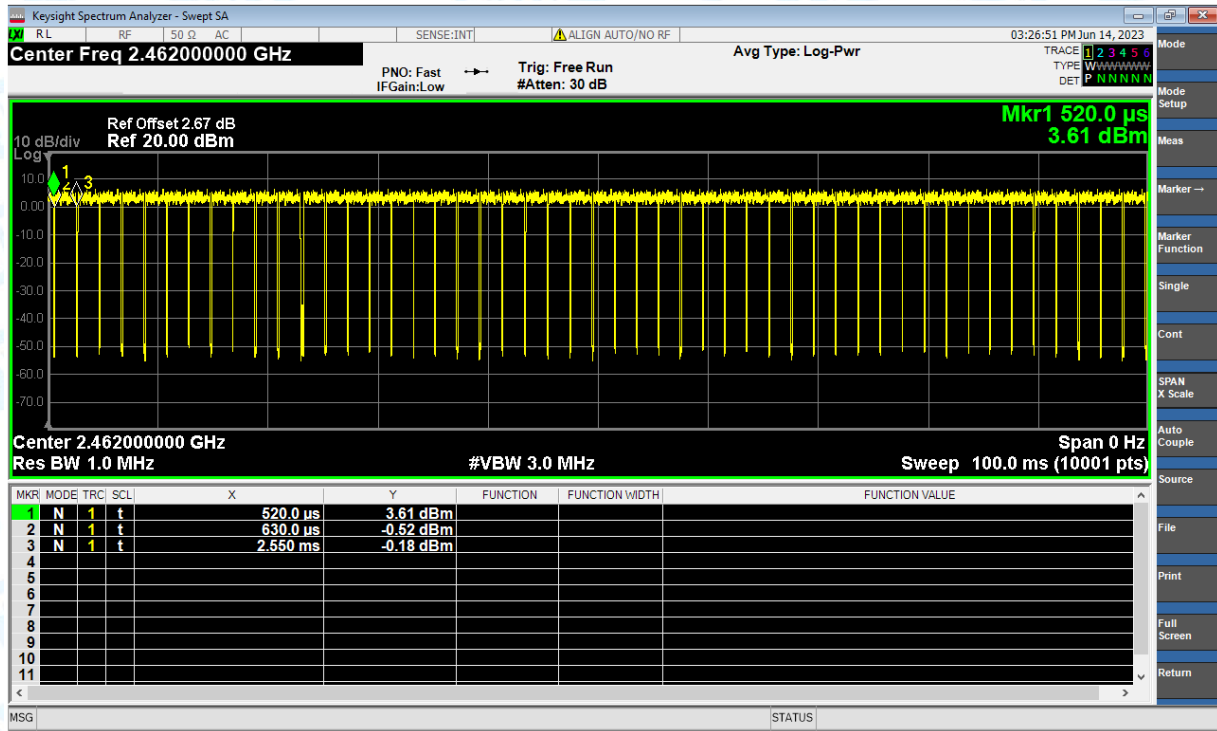 Keysight Spectrum Analyzer - Swept SA
LXI RL RF 50 Ω AC SENSE:INT ALIGN AUTO/NO RF 03:26:51 PM Jun 14, 2023
Center Freq 2.462000000 GHz
Avg Type: Log-Pwr
TRACE 1 2 3 4 5 6
TYPE WWWWWW
DET P N N N N N
PNO: Fast
IFGain:Low
Trig: Free Run
#Atten: 30 dB
Mkr1 520.0 µs
3.61 dBm
Ref Offset 2.67 dB
10 dB/div Ref 20.00 dBm
Log
1
2 3
10.0
0.00
-10.0
-20.0
-30.0
-40.0
-50.0
-60.0
-70.0
Center 2.462000000 GHz Span 0 Hz
Res BW 1.0 MHz #VBW 3.0 MHz Sweep 100.0 ms (10001 pts)
MKR MODE TRC SCL X Y FUNCTION FUNCTION WIDTH FUNCTION VALUE
1 N 1 t 520.0 µs 3.61 dBm
2 N 1 t 630.0 µs -0.52 dBm
3 N 1 t 2.550 ms -0.18 dBm
4
5
6
7
8
9
10
11
MSG STATUS
Mode
Mode
Setup
Meas
Marker →
Marker
Function
Single
Cont
SPAN
X Scale
Auto
Couple
Source
File
Print
Full
Screen
Return